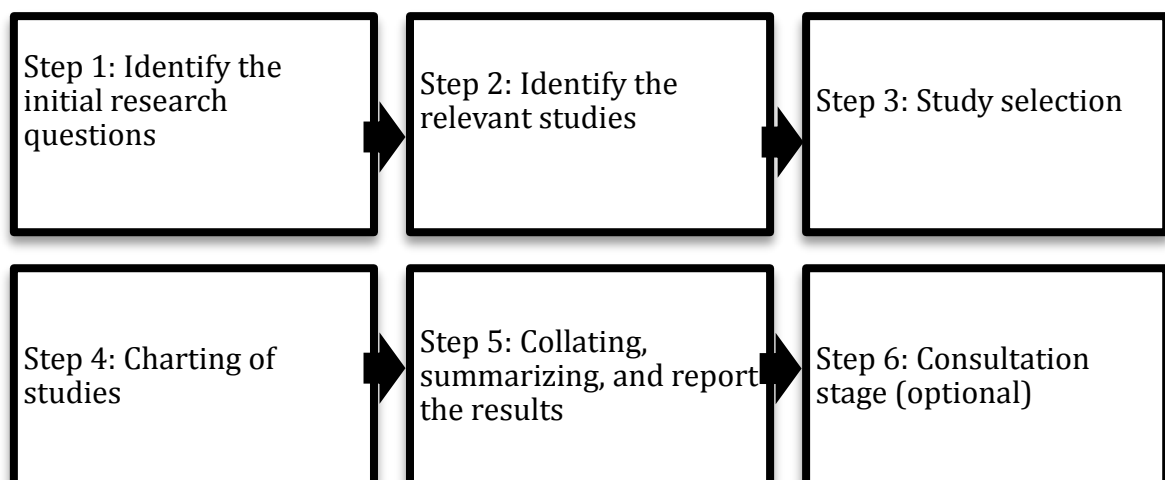 Step 1: Identify the
initial research
questions
Step 2: Identify the
relevant studies
Step 3: Study selection
Step 4: Charting of
studies
Step 5: Collating,
summarizing, and report
the results
Step 6: Consultation
stage (optional)